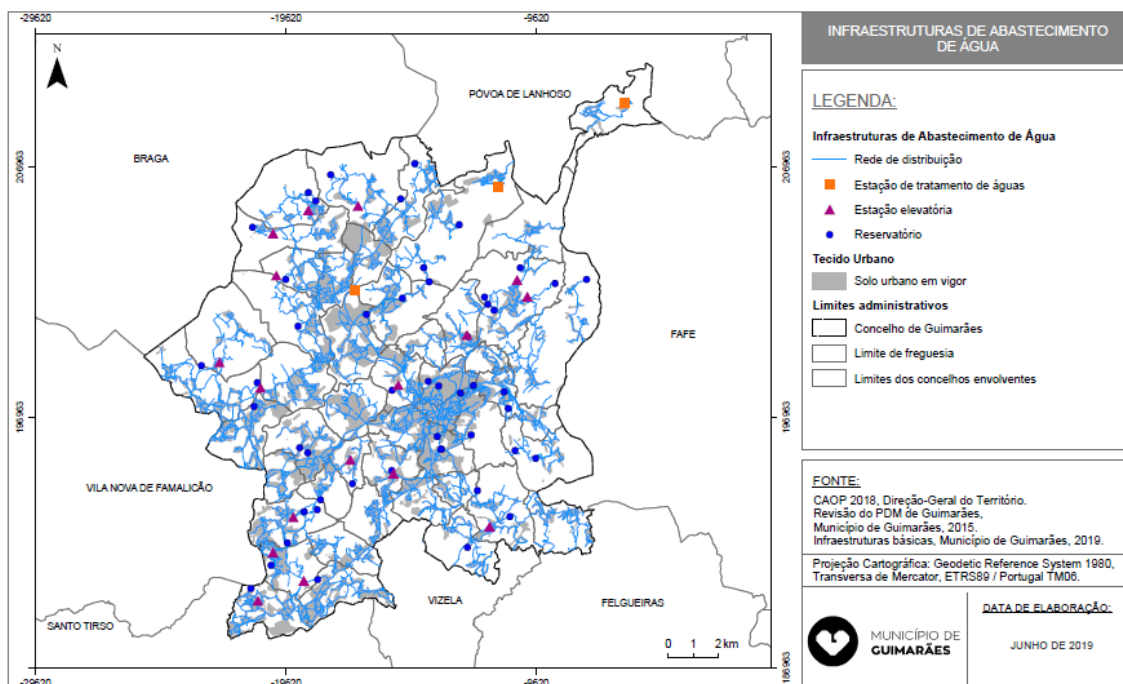 -29620
-19620
-9620
N
PÓVOA DE LANHOSO
BRAGA
206963
206963
FAFE
196963
196963
VILA NOVA DE FAMALICÃO
VIZELA
FELGUEIRAS
SANTO TIRSO
0 1 2 km
186963
-29620
-19620
-9620
INFRAESTRUTURAS DE ABASTECIMENTO
DE ÁGUA
LEGENDA:
Infraestruturas de Abastecimento de Água
Rede de distribuição
Estação de tratamento de águas
Estação elevatória
Reservatório
Tecido Urbano
Solo urbano em vigor
Limites administrativos
Concelho de Guimarães
Limite de freguesia
Limites dos concelhos envolventes
FONTE:
CAOP 2018, Direção-Geral do Território.
Revisão do PDM de Guimarães,
Município de Guimarães, 2015.
Infraestruturas básicas, Município de Guimarães, 2019.
Projeção Cartográfica: Geodetic Reference System 1980,
Transversa de Mercator, ETRS89 / Portugal TM06.
MUNICÍPIO DE
GUIMARÃES
DATA DE ELABORAÇÃO:
JUNHO DE 2019